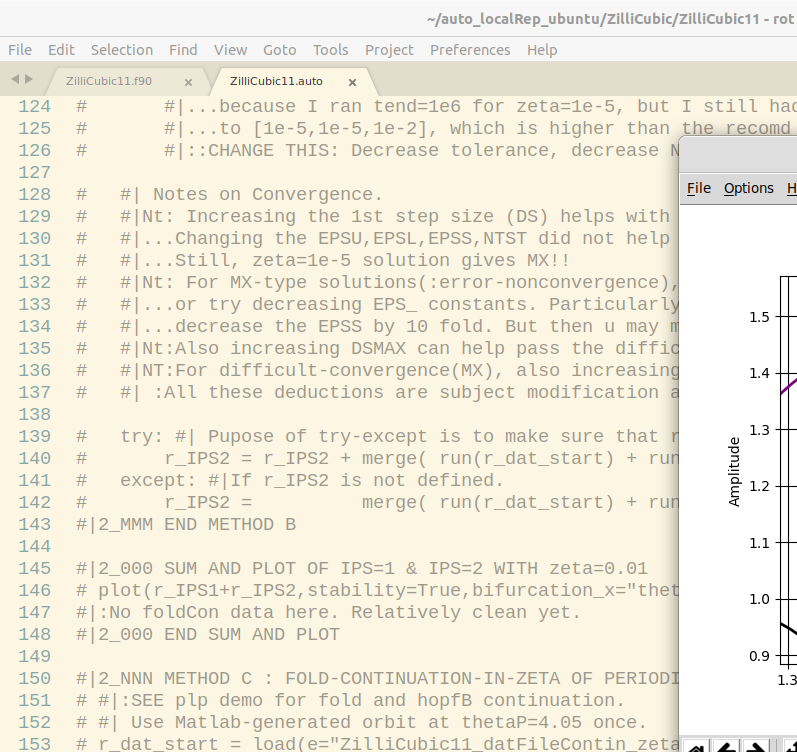 ~/auto_localRep_ubuntu/ZilliCubic/ZilliCubic11 - rot
File Edit Selection Find View Goto Tools Project Preferences Help
ZilliCubic11.f90 × ZilliCubic11.auto ×
124 # #|...because I ran tend=1e6 for zeta=1e-5, but I still had
125 # #|...to [1e-5,1e-5,1e-2], which is higher than the recomd
126 # #|::CHANGE THIS: Decrease tolerance, decrease N
127
128 # #| Notes on Convergence.
129 # #|Nt: Increasing the 1st step size (DS) helps with
130 # #|...Changing the EPSU,EPSL,EPSS,NTST did not help
131 # #|...Still, zeta=1e-5 solution gives MX!!
132 # #|Nt: For MX-type solutions(:error-nonconvergence),
133 # #|...or try decreasing EPS_ constants. Particularly
134 # #|...decrease the EPSS by 10 fold. But then u may m
135 # #|Nt:Also increasing DSMAX can help pass the diffic
136 # #|NT:For difficult-convergence(MX), also increasing
137 # #| :All these deductions are subject modification a
138
139 # try: #| Pupose of try-except is to make sure that r
140 # r_IPS2 = r_IPS2 + merge( run(r_dat_start) + run
141 # except: #|If r_IPS2 is not defined.
142 # r_IPS2 = merge( run(r_dat_start) + run
143 #|2_MMM END METHOD B
144
145 #|2_000 SUM AND PLOT OF IPS=1 & IPS=2 WITH zeta=0.01
146 # plot(r_IPS1+r_IPS2,stability=True,bifurcation_x="thet
147 #|:No foldCon data here. Relatively clean yet.
148 #|2_000 END SUM AND PLOT
149
150 #|2_NNN METHOD C : FOLD-CONTINUATION-IN-ZETA OF PERIODI
151 # #|:SEE plp demo for fold and hopfB continuation.
152 # #| Use Matlab-generated orbit at thetaP=4.05 once.
153 # r_dat_start = load(e="ZilliCubic11_datFileContin_zeta
File Options H
1.5
1.4
1.3
1.2
1.1
1.0
0.9
Amplitude
1.3